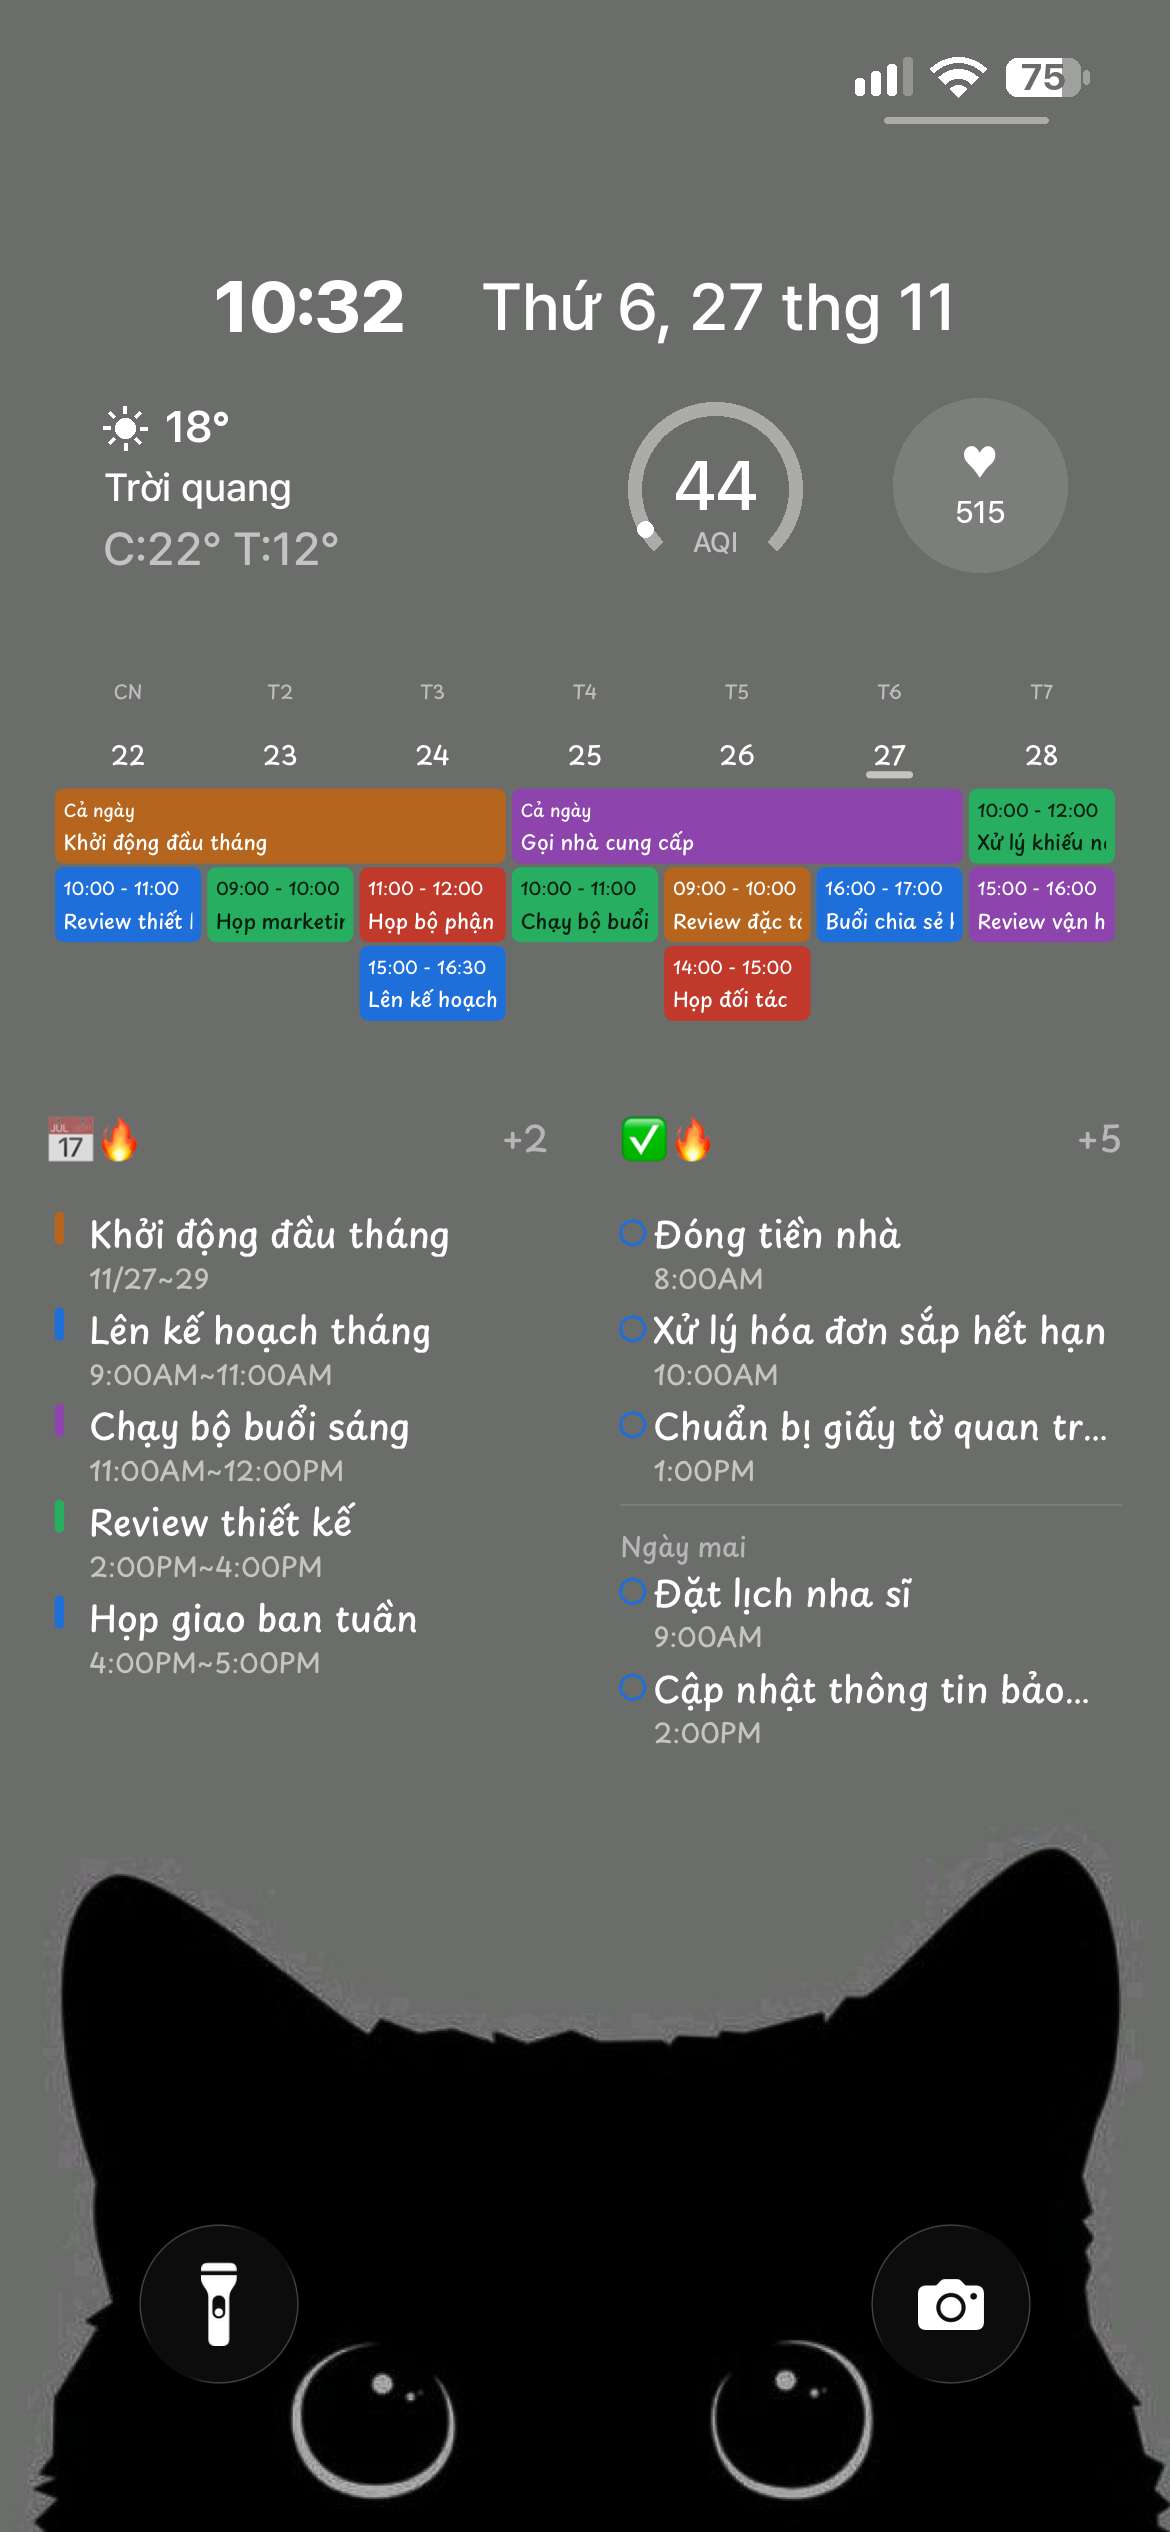 75
10:32 Thứ 6, 27 thg 11
18°
Trời quang
C:22° T:12°
44
AQI
515
CN T2 T3 T4 T5 T6 T7
22 23 24 25 26 27 28
Cả ngày
Khởi động đầu tháng
Cả ngày
Gọi nhà cung cấp
10:00 - 12:00
Xử lý khiếu
10:00 - 11:00
Review thiết
09:00 - 10:00
Họp marketin
11:00 - 12:00
Họp bộ phận
10:00 - 11:00
Chạy bộ buổi
09:00 - 10:00
Review đặc
16:00 - 17:00
Buổi chia sẻ
15:00 - 16:00
Review vận h
15:00 - 16:30
Lên kế hoạch
14:00 - 15:00
Họp đối tác
JUL
17
+2
Khởi động đầu tháng
11/27~29
Lên kế hoạch tháng
9:00AM~11:00AM
Chạy bộ buổi sáng
11:00AM~12:00PM
Review thiết kế
2:00PM~4:00PM
Họp giao ban tuần
4:00PM~5:00PM
+5
Đóng tiền nhà
8:00AM
Xử lý hóa đơn sắp hết hạn
10:00AM
Chuẩn bị giấy tờ quan tr...
1:00PM
Ngày mai
Đặt lịch nha sĩ
9:00AM
Cập nhật thông tin bảo...
2:00PM